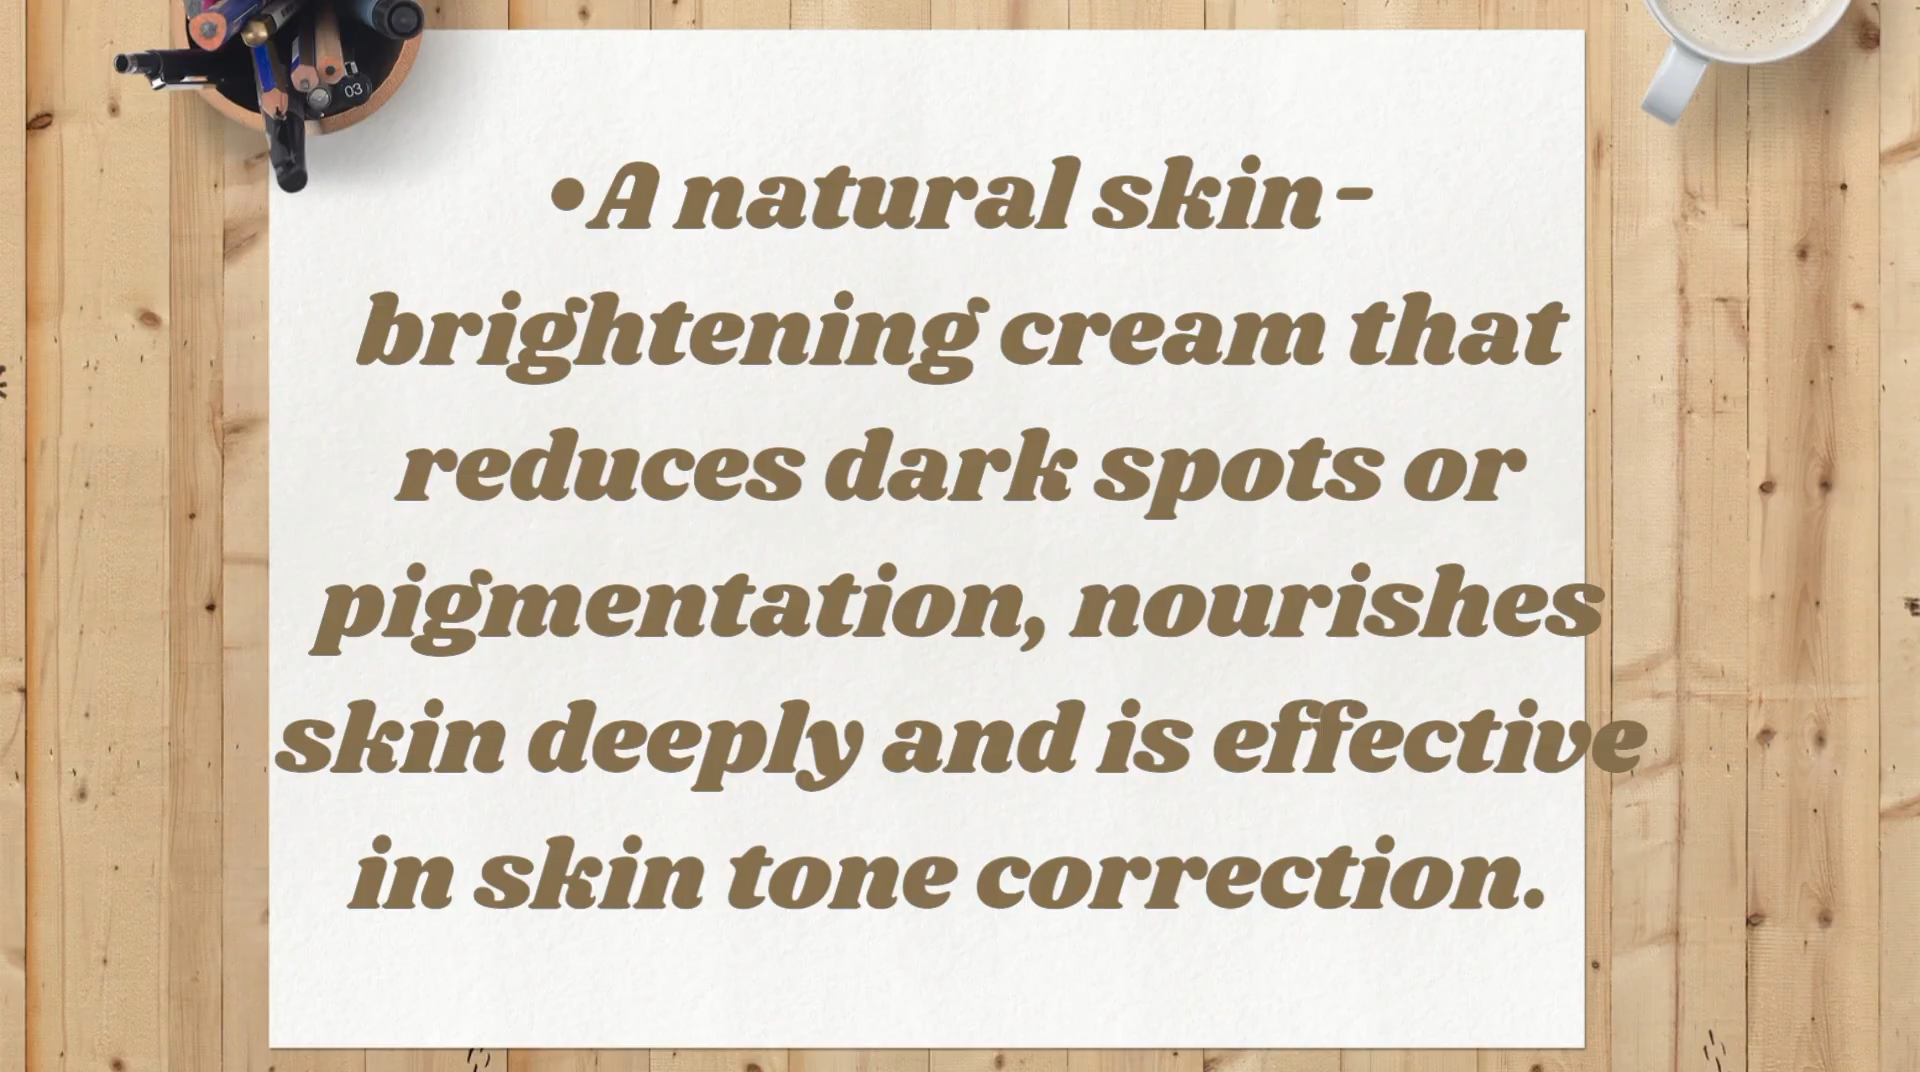 03
•A natural skin-
brightening cream that
reduces dark spots or
pigmentation, nourishes
skin deeply and is effective
in skin tone correction.